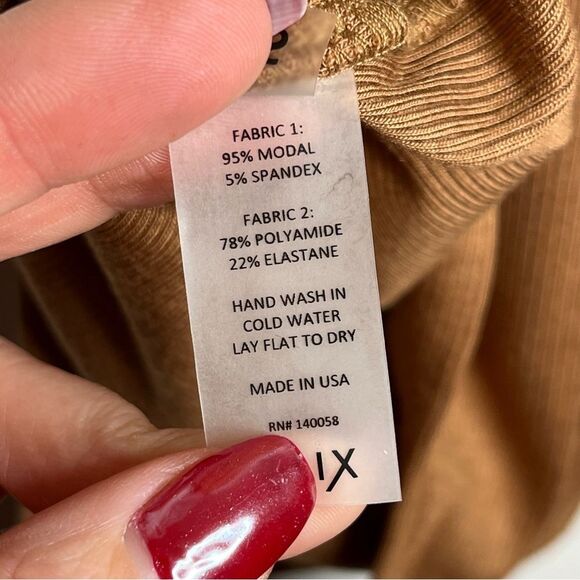 FABRIC 1:
95% MODAL
5% SPANDEX
FABRIC 2:
78% POLYAMIDE
22% ELASTANE
HAND WASH IN
COLD WATER
LAY FLAT TO DRY
MADE IN USA
RN# 140058